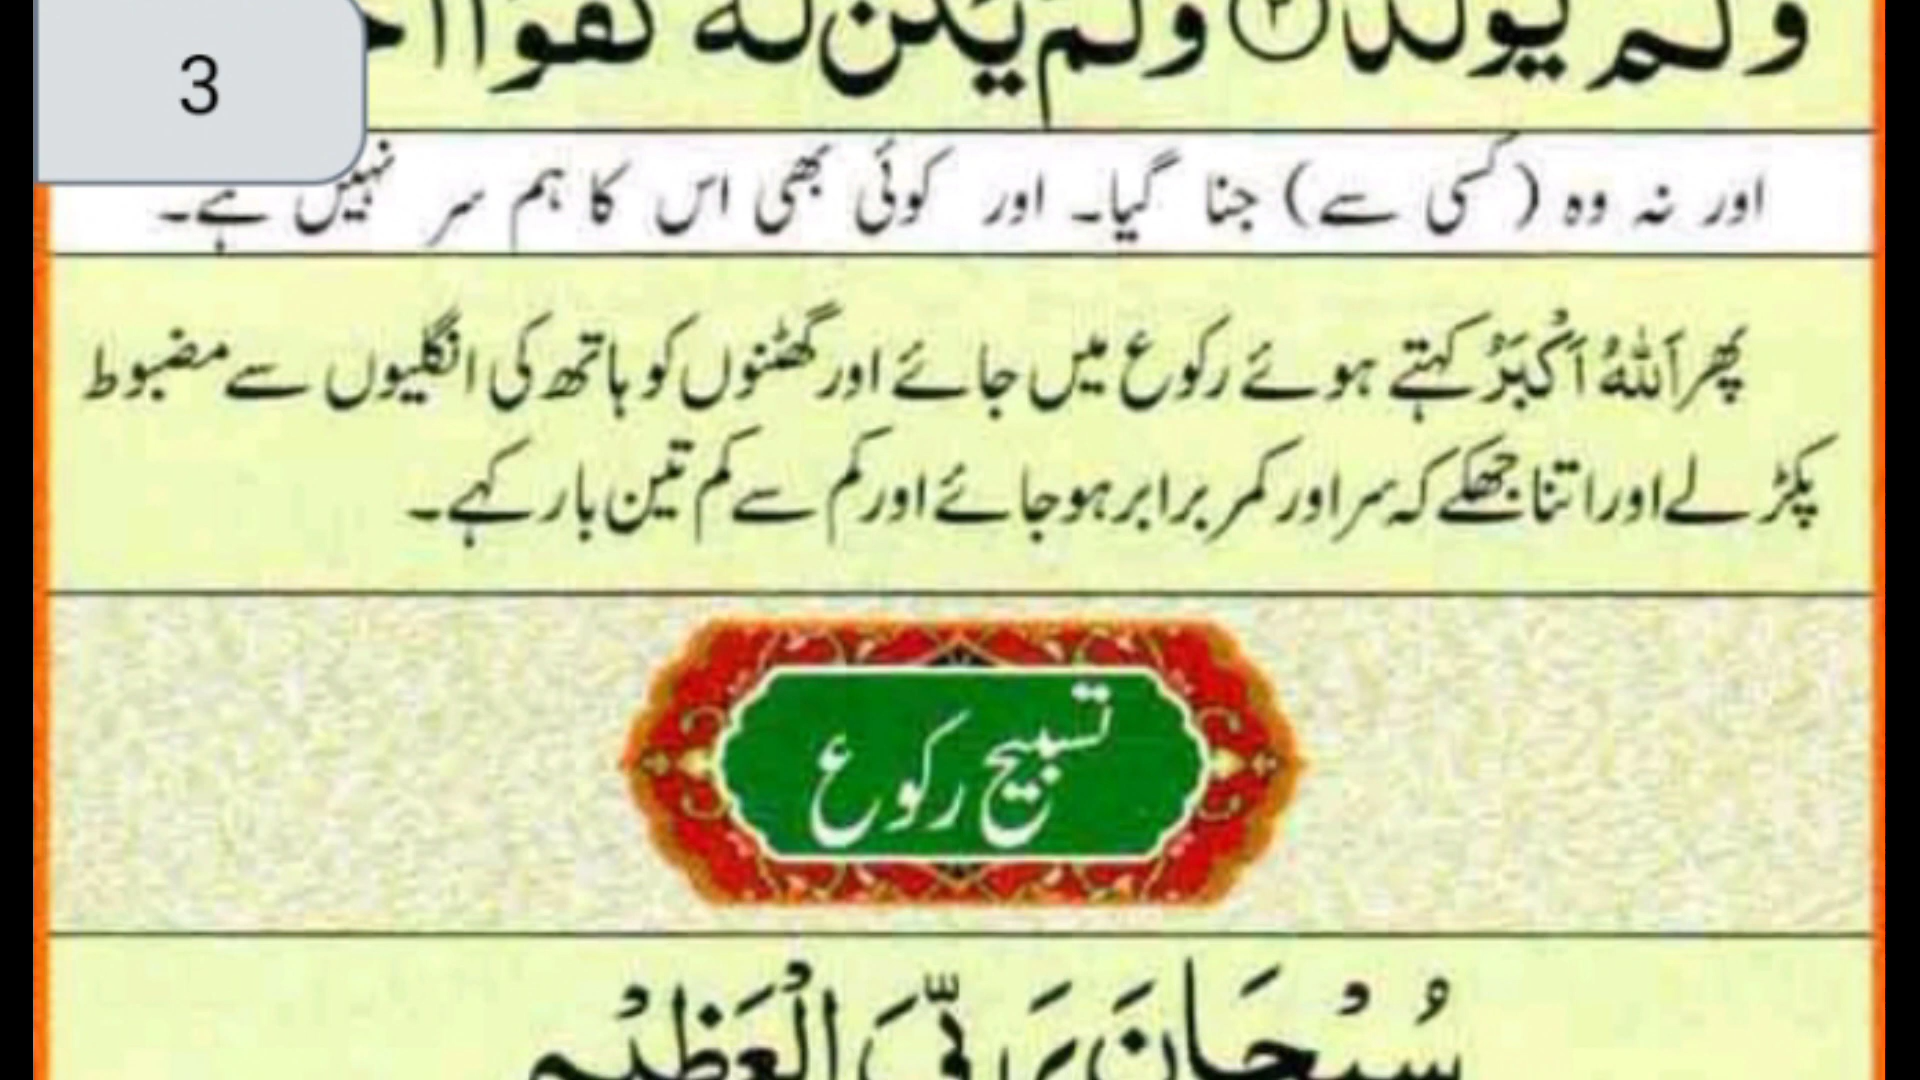 3
وَلَمْ يُولَدْ ۝۳ وَلَمْ يَكُنْ لَّهٗ كُفُوًا
اور نہ وہ (کسی سے) جنا گیا۔ اور کوئی بھی اس کا ہم سر نہیں ہے۔
پھر اَللّٰهُ اَكْبَرُ کہتے ہوئے رکوع میں جائے اور گھٹنوں کو ہاتھ کی انگلیوں سے مضبوط
پکڑ لے اور اتنا جھکے کہ سر اور کمر برابر ہو جائے اور کم سے کم تین بار کہے۔
تسبیح رکوع
سُبْحَانَ رَبِّيَ الْعَظِيْمِ